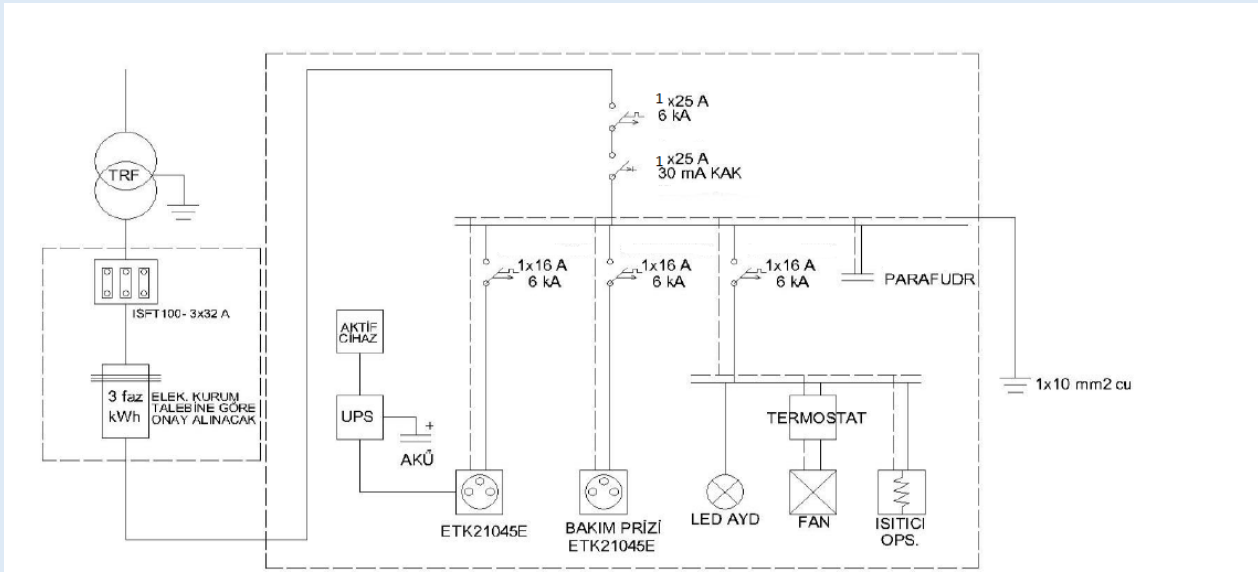 1 x25 A
6 kA
1 x25 A
30 mA KAK
TRF
1x16 A
6 kA
1x16 A
6 kA
1x16 A
6 kA
PARAFUDR
ISFT100- 3x32 A
AKTİF
CİHAZ
3 faz
kWh
ELEK. KURUM
TALEBİNE GÖRE
ONAY ALINACAK
UPS
+
AKÜ
TERMOSTAT
1x10 mm2 cu
ETK21045E
BAKIM PRİZİ
ETK21045E
LED AYD
FAN
ISITICI
OPS.